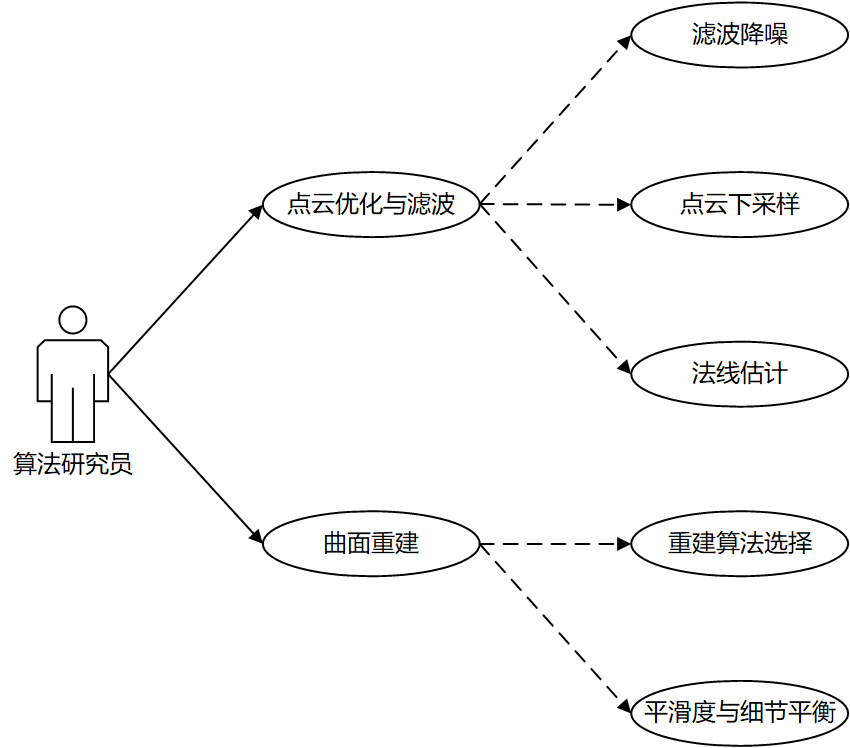 滤波降噪
点云优化与滤波
点云下采样
法线估计
算法研究员
曲面重建
重建算法选择
平滑度与细节平衡